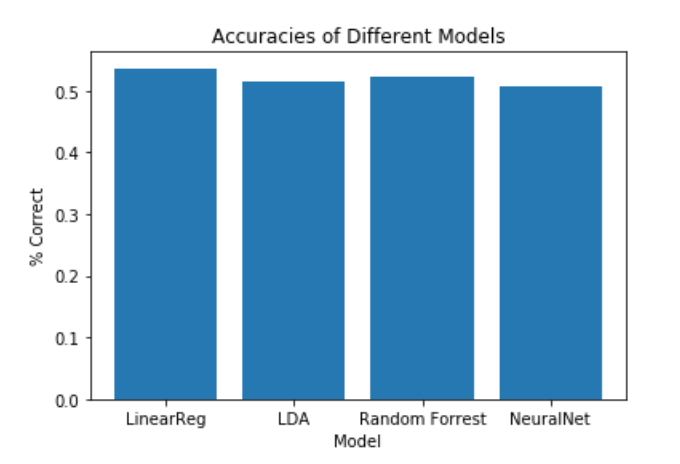 Accuracies of Different Models
% Correct
0.5
0.4
0.3
0.2
0.1
0.0
LinearReg LDA Random Forrest NeuralNet
Model